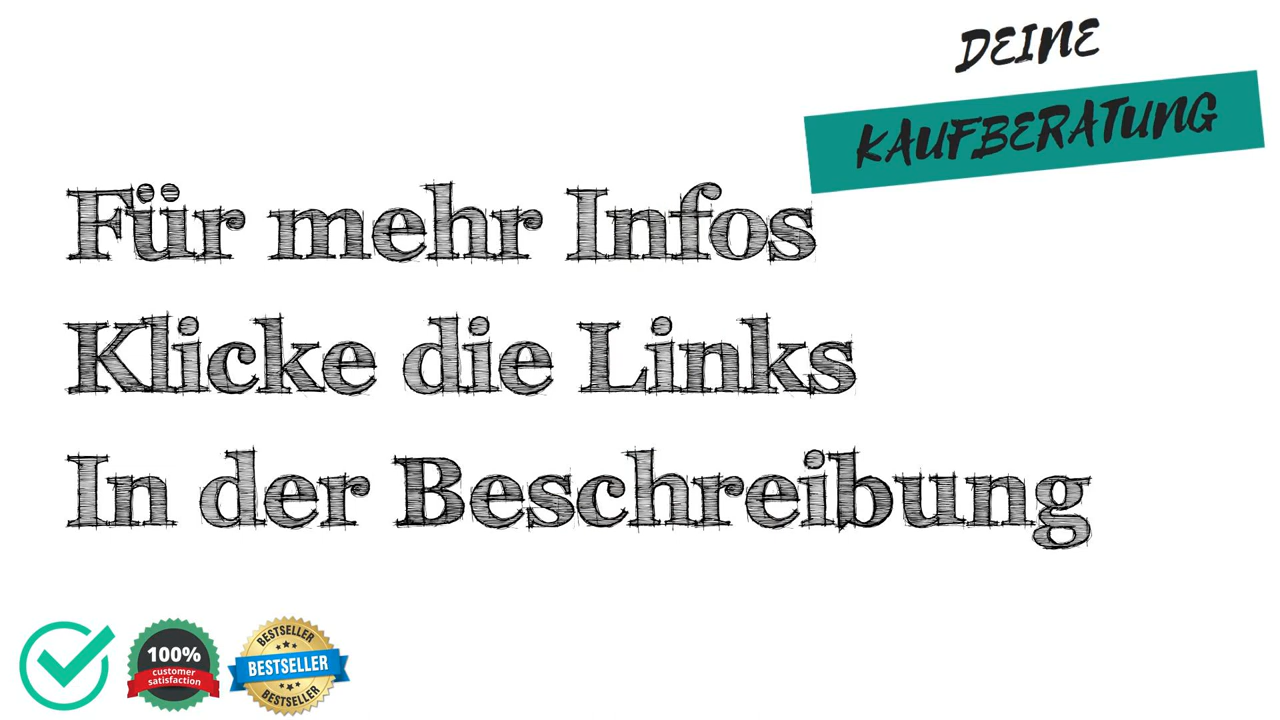 DEINE
KAUFBERATUNG
Für mehr Infos
Klicke die Links
In der Beschreibung
100%
customer
satisfaction
BESTSELLER
BESTSELLER
BESTSELLER